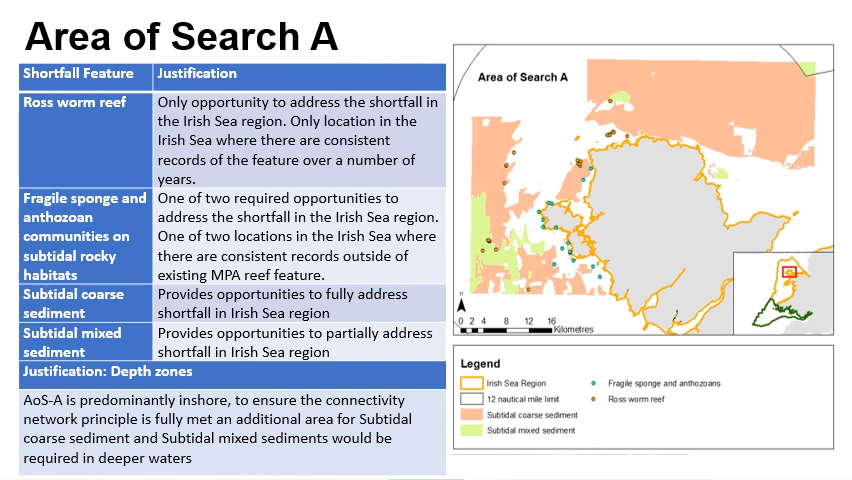 Area of Search A
Shortfall Feature
Justification
Ross worm reef
Only opportunity to address the shortfall in
the Irish Sea region. Only location in the
Irish Sea where there are consistent
records of the feature over a number of
years.
Fragile sponge and
anthozoan
communities on
subtidal rocky
habitats
One of two required opportunities to
address the shortfall in the Irish Sea region.
One of two locations in the Irish Sea where
there are consistent records outside of
existing MPA reef feature.
Subtidal coarse
sediment
Provides opportunities to fully address
shortfall in Irish Sea region
Subtidal mixed
sediment
Provides opportunities to partially address
shortfall in Irish Sea region
Justification: Depth zones
AoS-A is predominantly inshore, to ensure the connectivity
network principle is fully met an additional area for Subtidal
coarse sediment and Subtidal mixed sediments would be
required in deeper waters
Area of Search A
0 2 4 8 12 16
Kilometres
Legend
Irish Sea Region
12 nautical mile limit
Subtidal coarse sediment
Subtidal mixed sediment
Fragile sponge and anthozoans
Ross worm reef